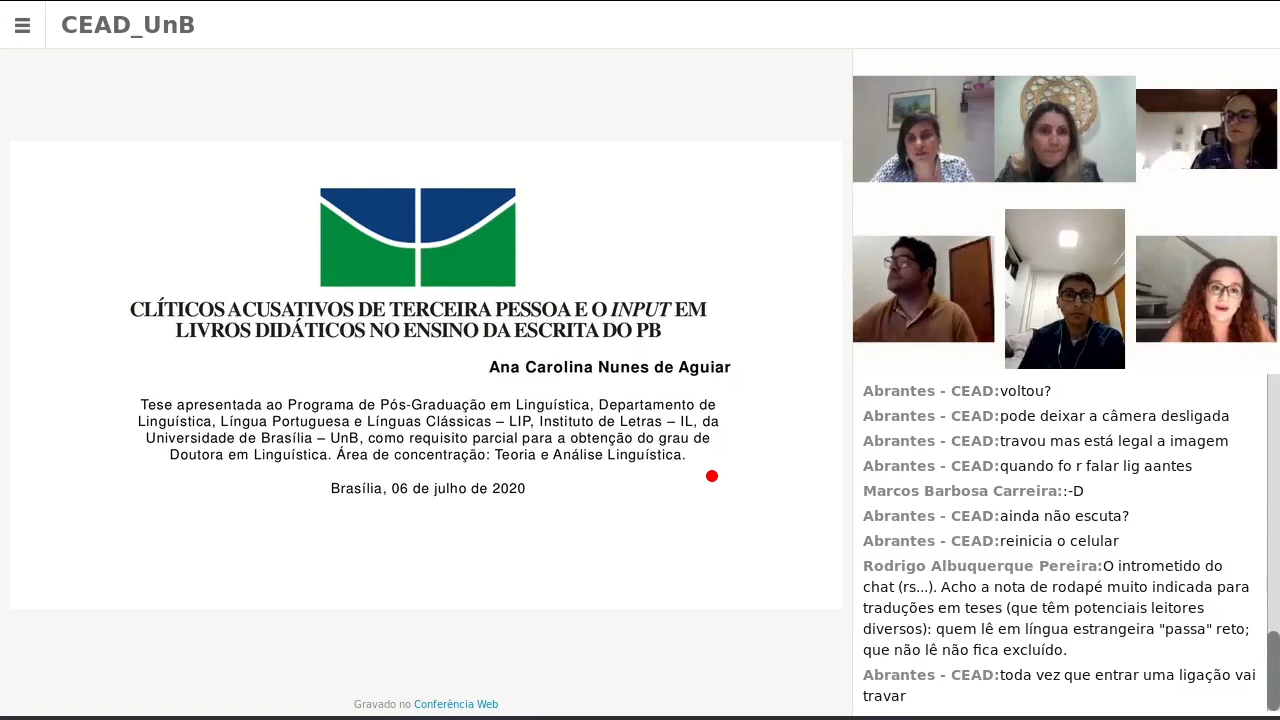 CEAD_UnB
CLÍTICOS ACUSATIVOS DE TERCEIRA PESSOA E O INPUT EM
LIVROS DIDÁTICOS NO ENSINO DA ESCRITA DO PB
Ana Carolina Nunes de Aguiar
Tese apresentada ao Programa de Pós-Graduação em Linguística, Departamento de
Linguística, Língua Portuguesa e Línguas Clássicas – LIP, Instituto de Letras – IL, da
Universidade de Brasília – UnB, como requisito parcial para a obtenção do grau de
Doutora em Linguística. Área de concentração: Teoria e Análise Linguística.
Brasília, 06 de julho de 2020
Gravado no Conferência Web
Abrantes - CEAD:voltou?
Abrantes - CEAD:pode deixar a câmera desligada
Abrantes - CEAD:travou mas está legal a imagem
Abrantes - CEAD:quando fo r falar lig aantes
Marcos Barbosa Carreira::-D
Abrantes - CEAD:ainda não escuta?
Abrantes - CEAD:reinicia o celular
Rodrigo Albuquerque Pereira:O intrometido do
chat (rs...). Acho a nota de rodapé muito indicada para
traduções em teses (que têm potenciais leitores
diversos): quem lê em língua estrangeira "passa" reto;
que não lê não fica excluído.
Abrantes - CEAD:toda vez que entrar uma ligação vai
travar